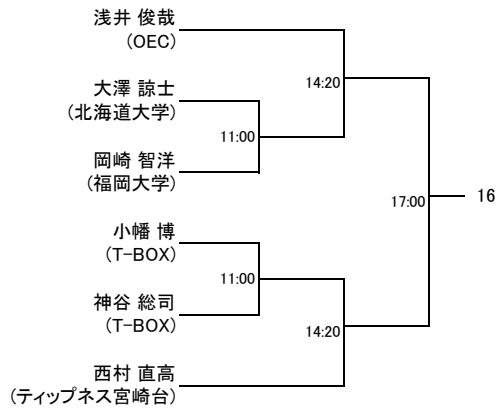 浅井 俊哉
(OEC)
14:20
大澤 諒士
(北海道大学)
11:00
岡崎 智洋
(福岡大学)
17:00
16
小幡 博
(T-BOX)
11:00
神谷 総司
(T-BOX)
14:20
西村 直高
(ティップネス宮崎台)